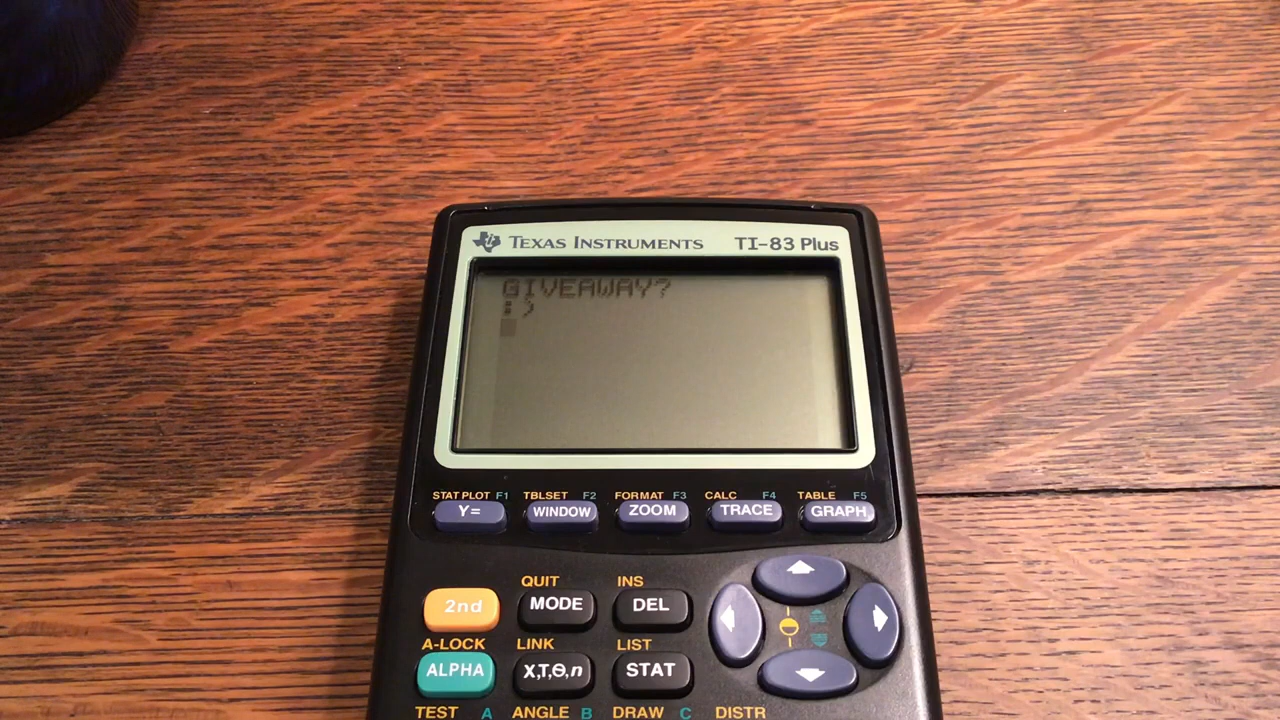 TEXAS INSTRUMENTS TI-83 Plus
GIVEAWAY?
:)
STAT PLOT F1 TBLSET F2 FORMAT F3 CALC F4 TABLE F5
Y= WINDOW ZOOM TRACE GRAPH
QUIT INS
2nd MODE DEL
A-LOCK LINK LIST
ALPHA X,T,Θ,n STAT
TEST A ANGLE B DRAW C DISTR